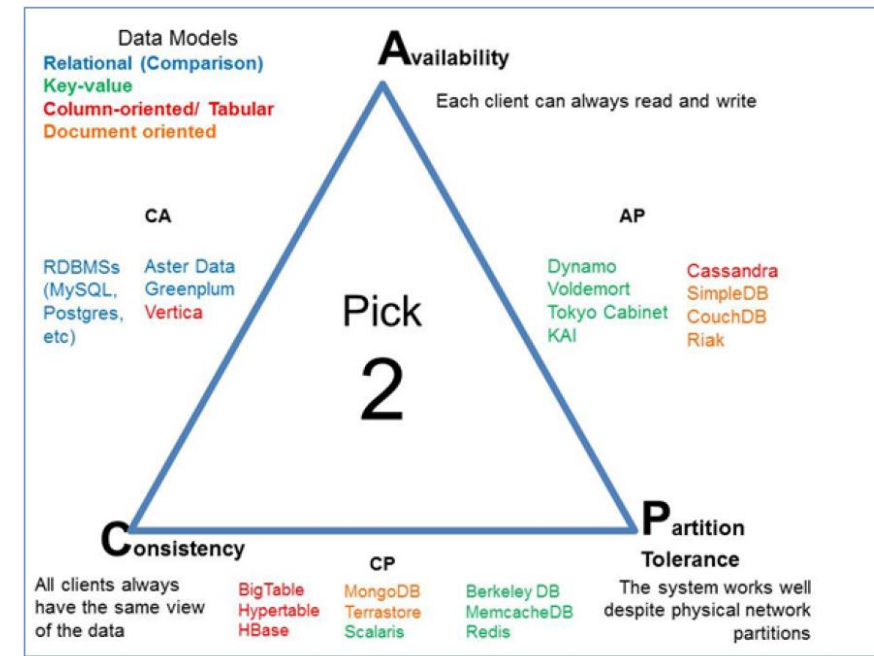 Data Models
Relational (Comparison)
Key-value
Column-oriented/ Tabular
Document oriented
Availability
Each client can always read and write
CA
RDBMSs
(MySQL,
Postgres,
etc)
Aster Data
Greenplum
Vertica
Pick
2
AP
Dynamo
Voldemort
Tokyo Cabinet
KAI
Cassandra
SimpleDB
CouchDB
Riak
Consistency
All clients always
have the same view
of the data
CP
BigTable
Hypertable
HBase
MongoDB
Terrastore
Scalaris
Berkeley DB
MemcacheDB
Redis
Partition
Tolerance
The system works well
despite physical network
partitions